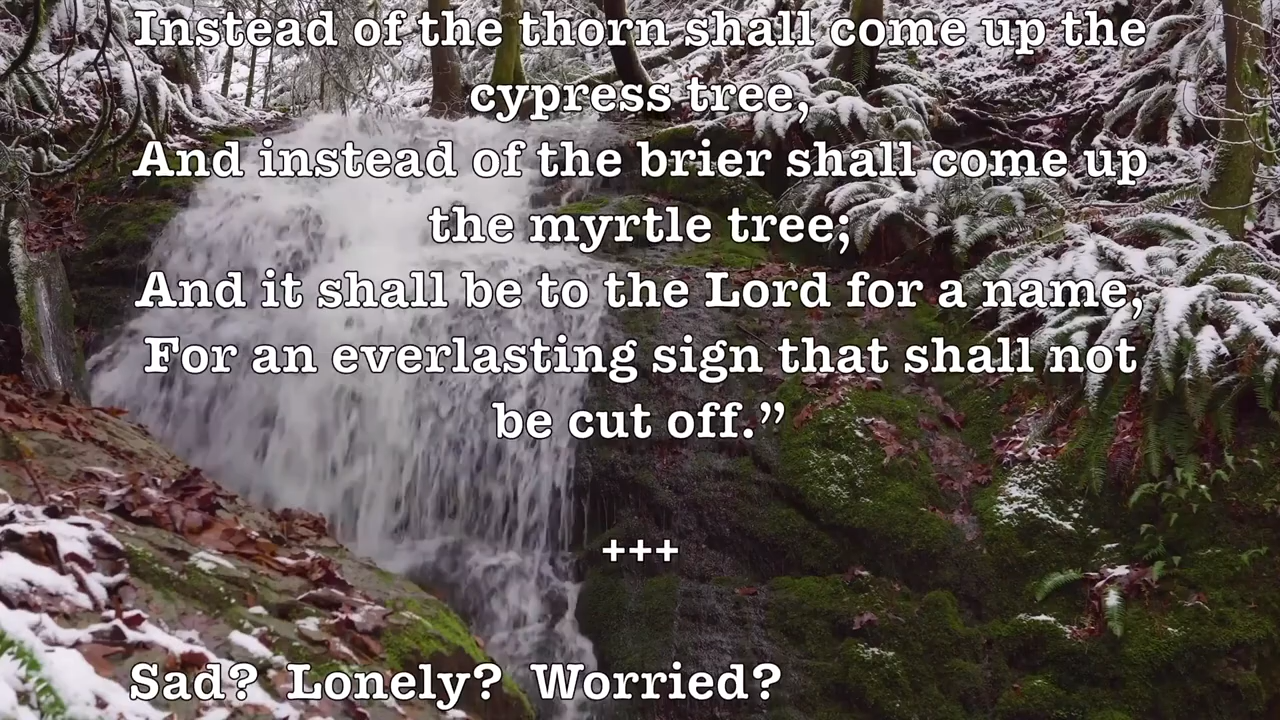 Instead of the thorn shall come up the
cypress tree,
And instead of the brier shall come up
the myrtle tree;
And it shall be to the Lord for a name,
For an everlasting sign that shall not
be cut off.”
+++
Sad?  Lonely?  Worried?